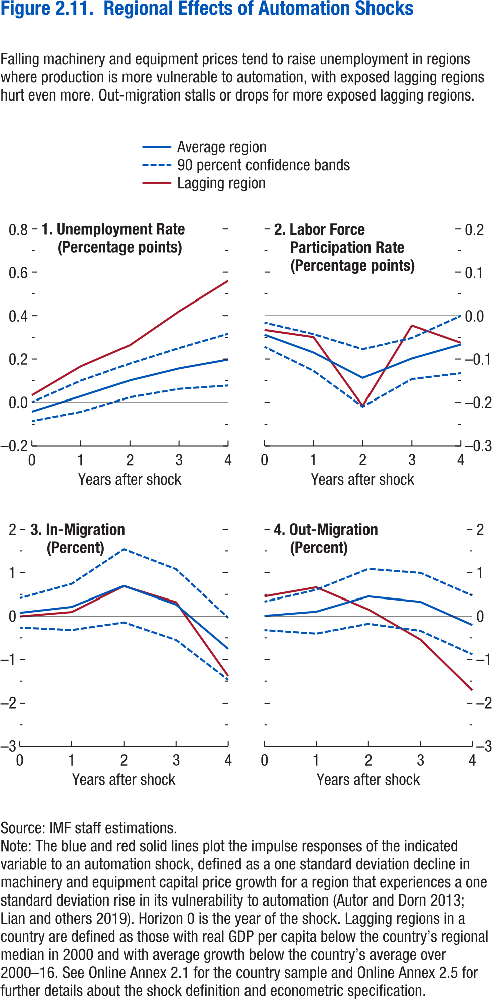 Figure 2.11. Regional Effects of Automation Shocks
Falling machinery and equipment prices tend to raise unemployment in regions
where production is more vulnerable to automation, with exposed lagging regions
hurt even more. Out-migration stalls or drops for more exposed lagging regions.
Average region
90 percent confidence bands
Lagging region
1. Unemployment Rate
(Percentage points)
0.8
0.6
0.4
0.2
0.0
–0.2
0 1 2 3 4
Years after shock
2. Labor Force
Participation Rate
(Percentage points)
0.2
0.1
0.0
–0.1
–0.2
–0.3
0 1 2 3 4
Years after shock
3. In-Migration
(Percent)
2
1
0
–1
–2
–3
0 1 2 3 4
Years after shock
4. Out-Migration
(Percent)
2
1
0
–1
–2
–3
0 1 2 3 4
Years after shock
Source: IMF staff estimations.
Note: The blue and red solid lines plot the impulse responses of the indicated
variable to an automation shock, defined as a one standard deviation decline in
machinery and equipment capital price growth for a region that experiences a one
standard deviation rise in its vulnerability to automation (Autor and Dorn 2013;
Lian and others 2019). Horizon 0 is the year of the shock. Lagging regions in a
country are defined as those with real GDP per capita below the country’s regional
median in 2000 and with average growth below the country’s average over
2000–16. See Online Annex 2.1 for the country sample and Online Annex 2.5 for
further details about the shock definition and econometric specification.